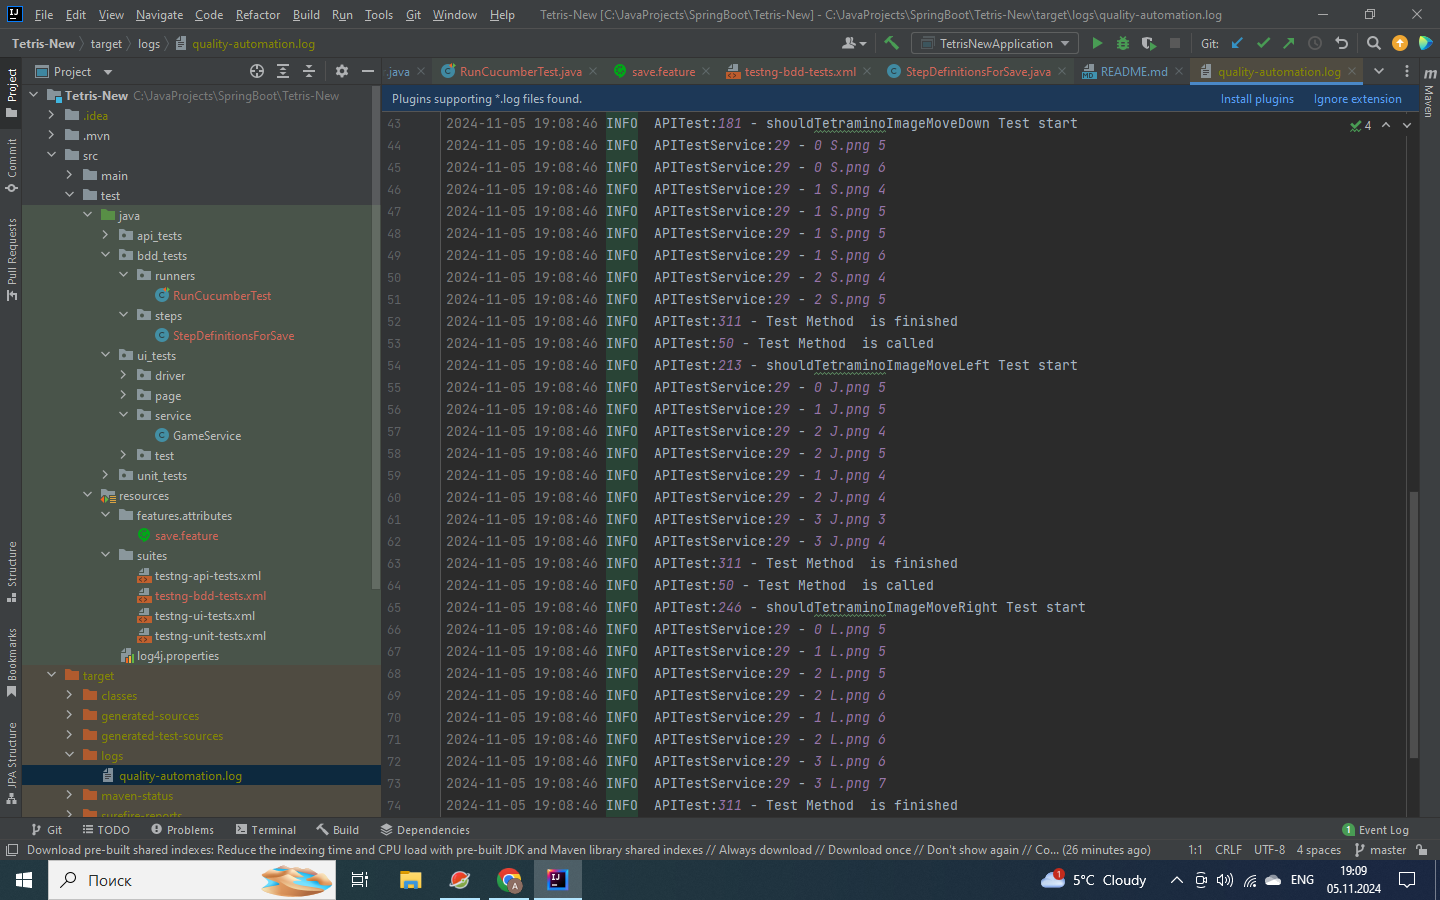 File Edit View Navigate Code Refactor Build Run Tools Git Window Help Tetris-New [C:\JavaProjects\SpringBoot\Tetris-New] - C:\JavaProjects\SpringBoot\Tetris-New\target\logs\quality-automation.log
Tetris-New target logs quality-automation.log TetrisNewApplication Git:
Project .java RunCucumberTest.java save.feature testng-bdd-tests.xml StepDefinitionsForSave.java README.md quality-automation.log
Plugins supporting *.log files found. Install plugins Ignore extension
Project
Commit
Pull Requests
Structure
Bookmarks
JPA Structure
Maven
Tetris-New C:\JavaProjects\SpringBoot\Tetris-New
.idea
.mvn
src
main
test
java
api_tests
bdd_tests
runners
RunCucumberTest
steps
StepDefinitionsForSave
ui_tests
driver
page
service
GameService
test
unit_tests
resources
features.attributes
save.feature
suites
testng-api-tests.xml
testng-bdd-tests.xml
testng-ui-tests.xml
testng-unit-tests.xml
log4j.properties
target
classes
generated-sources
generated-test-sources
logs
quality-automation.log
maven-status
surefire-reports
4
43 2024-11-05 19:08:46 INFO APITest:181 - shouldTetraminoImageMoveDown Test start
44 2024-11-05 19:08:46 INFO APITestService:29 - 0 S.png 5
45 2024-11-05 19:08:46 INFO APITestService:29 - 0 S.png 6
46 2024-11-05 19:08:46 INFO APITestService:29 - 1 S.png 4
47 2024-11-05 19:08:46 INFO APITestService:29 - 1 S.png 5
48 2024-11-05 19:08:46 INFO APITestService:29 - 1 S.png 5
49 2024-11-05 19:08:46 INFO APITestService:29 - 1 S.png 6
50 2024-11-05 19:08:46 INFO APITestService:29 - 2 S.png 4
51 2024-11-05 19:08:46 INFO APITestService:29 - 2 S.png 5
52 2024-11-05 19:08:46 INFO APITest:311 - Test Method is finished
53 2024-11-05 19:08:46 INFO APITest:50 - Test Method is called
54 2024-11-05 19:08:46 INFO APITest:213 - shouldTetraminoImageMoveLeft Test start
55 2024-11-05 19:08:46 INFO APITestService:29 - 0 J.png 5
56 2024-11-05 19:08:46 INFO APITestService:29 - 1 J.png 5
57 2024-11-05 19:08:46 INFO APITestService:29 - 2 J.png 4
58 2024-11-05 19:08:46 INFO APITestService:29 - 2 J.png 5
59 2024-11-05 19:08:46 INFO APITestService:29 - 1 J.png 4
60 2024-11-05 19:08:46 INFO APITestService:29 - 2 J.png 4
61 2024-11-05 19:08:46 INFO APITestService:29 - 3 J.png 3
62 2024-11-05 19:08:46 INFO APITestService:29 - 3 J.png 4
63 2024-11-05 19:08:46 INFO APITest:311 - Test Method is finished
64 2024-11-05 19:08:46 INFO APITest:50 - Test Method is called
65 2024-11-05 19:08:46 INFO APITest:246 - shouldTetraminoImageMoveRight Test start
66 2024-11-05 19:08:46 INFO APITestService:29 - 0 L.png 5
67 2024-11-05 19:08:46 INFO APITestService:29 - 1 L.png 5
68 2024-11-05 19:08:46 INFO APITestService:29 - 2 L.png 5
69 2024-11-05 19:08:46 INFO APITestService:29 - 2 L.png 6
70 2024-11-05 19:08:46 INFO APITestService:29 - 1 L.png 6
71 2024-11-05 19:08:46 INFO APITestService:29 - 2 L.png 6
72 2024-11-05 19:08:46 INFO APITestService:29 - 3 L.png 6
73 2024-11-05 19:08:46 INFO APITestService:29 - 3 L.png 7
74 2024-11-05 19:08:46 INFO APITest:311 - Test Method is finished
Git TODO Problems Terminal Build Dependencies 1 Event Log
Download pre-built shared indexes: Reduce the indexing time and CPU load with pre-built JDK and Maven library shared indexes // Always download // Download once // Don't show again // Co... (26 minutes ago) 1:1 CRLF UTF-8 4 spaces master
Поиск 1 5°C Cloudy ENG 19:09
05.11.2024